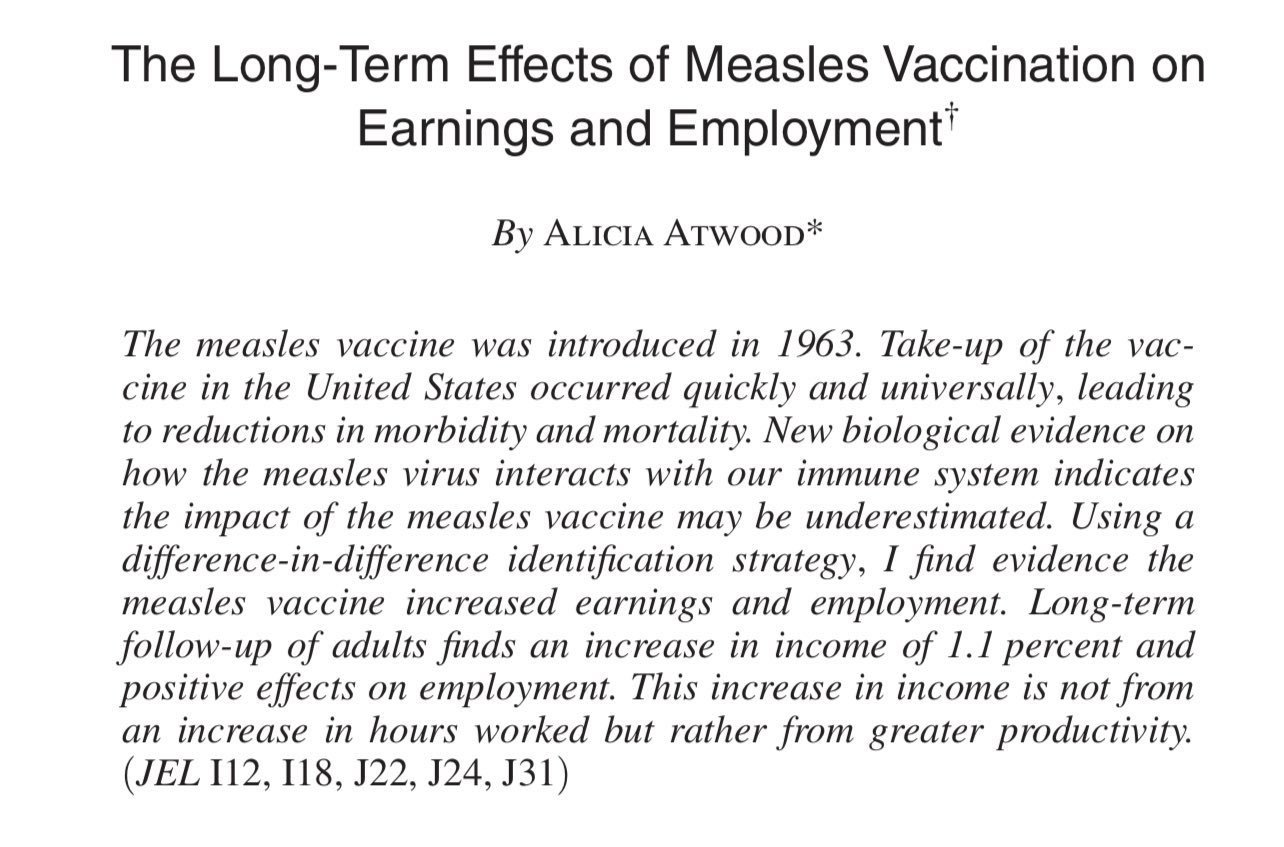 The Long-Term Effects of Measles Vaccination on
Earnings and Employment†
By Alicia Atwood*
The measles vaccine was introduced in 1963. Take-up of the vac-
cine in the United States occurred quickly and universally, leading
to reductions in morbidity and mortality. New biological evidence on
how the measles virus interacts with our immune system indicates
the impact of the measles vaccine may be underestimated. Using a
difference-in-difference identification strategy, I find evidence the
measles vaccine increased earnings and employment. Long-term
follow-up of adults finds an increase in income of 1.1 percent and
positive effects on employment. This increase in income is not from
an increase in hours worked but rather from greater productivity.
(JEL I12, I18, J22, J24, J31)